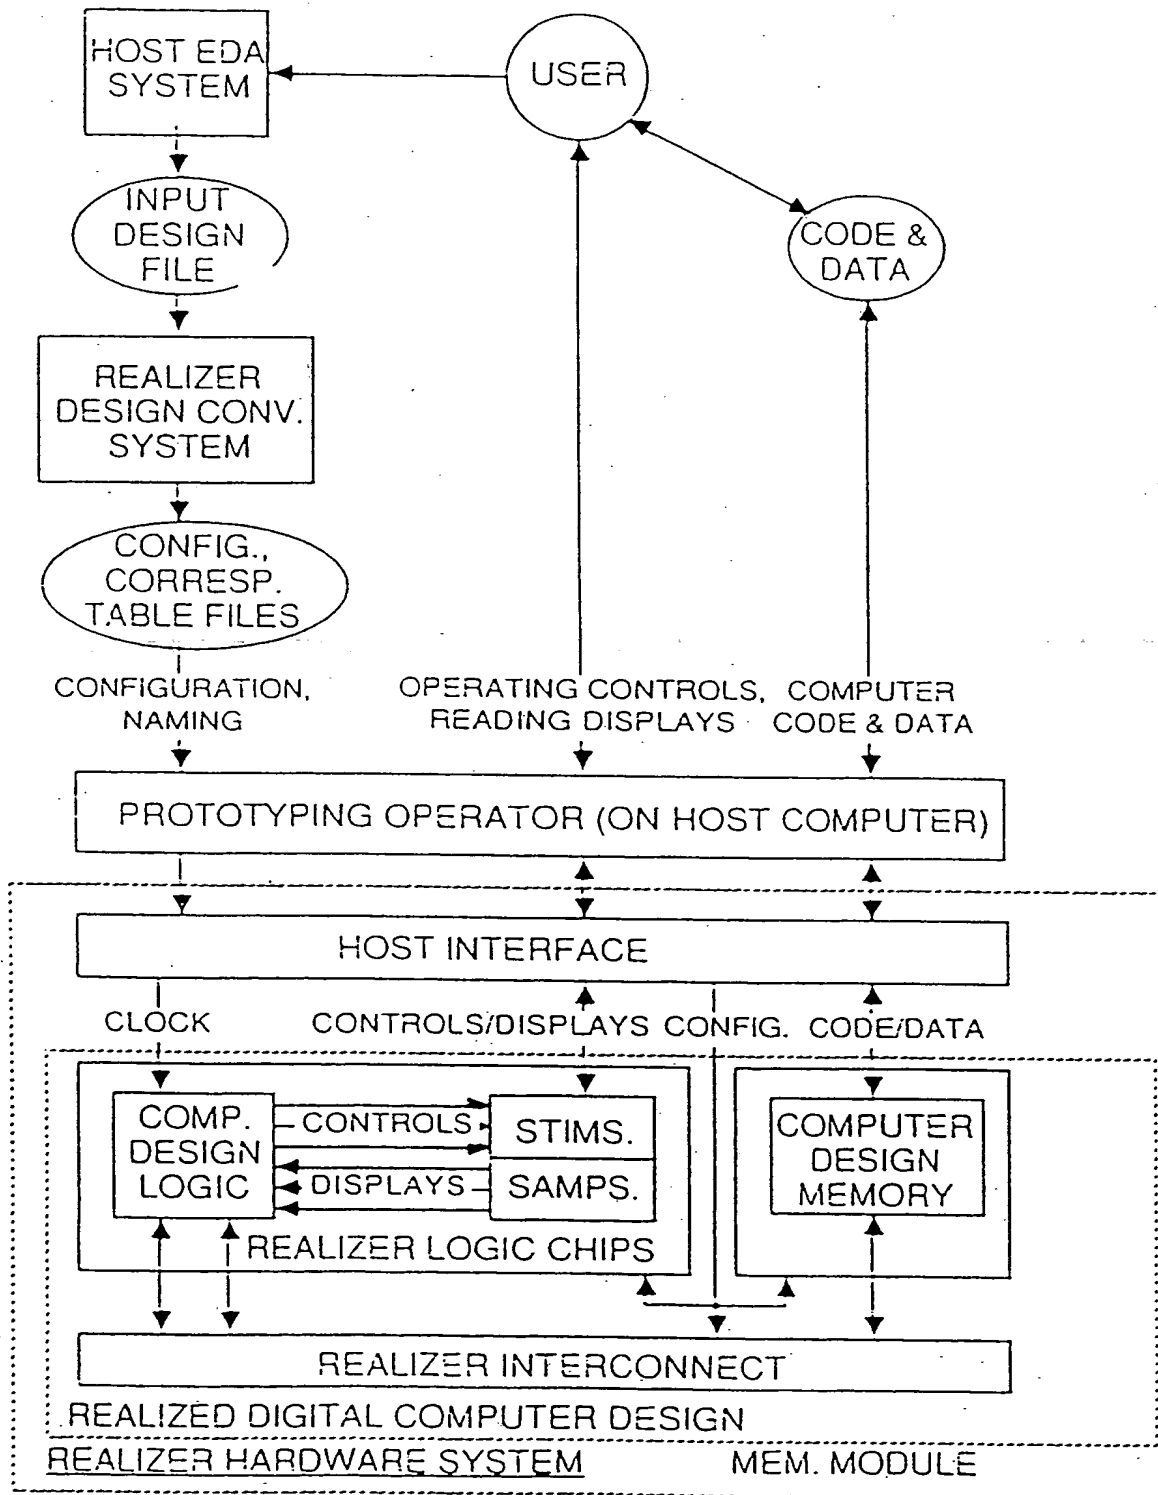 HOST EDA
SYSTEM
USER
INPUT
DESIGN
FILE
CODE &
DATA
REALIZER
DESIGN CONV.
SYSTEM
CONFIG.,
CORRESP.
TABLE FILES
CONFIGURATION,
NAMING
OPERATING CONTROLS,
READING DISPLAYS
COMPUTER
CODE & DATA
PROTOTYPING OPERATOR (ON HOST COMPUTER)
HOST INTERFACE
CLOCK
CONTROLS/DISPLAYS
CONFIG.
CODE/DATA
COMP.
DESIGN
LOGIC
CONTROLS
DISPLAYS
STIMS.
SAMPS.
REALIZER LOGIC CHIPS
COMPUTER
DESIGN
MEMORY
REALIZER INTERCONNECT
REALIZED DIGITAL COMPUTER DESIGN
REALIZER HARDWARE SYSTEM
MEM. MODULE